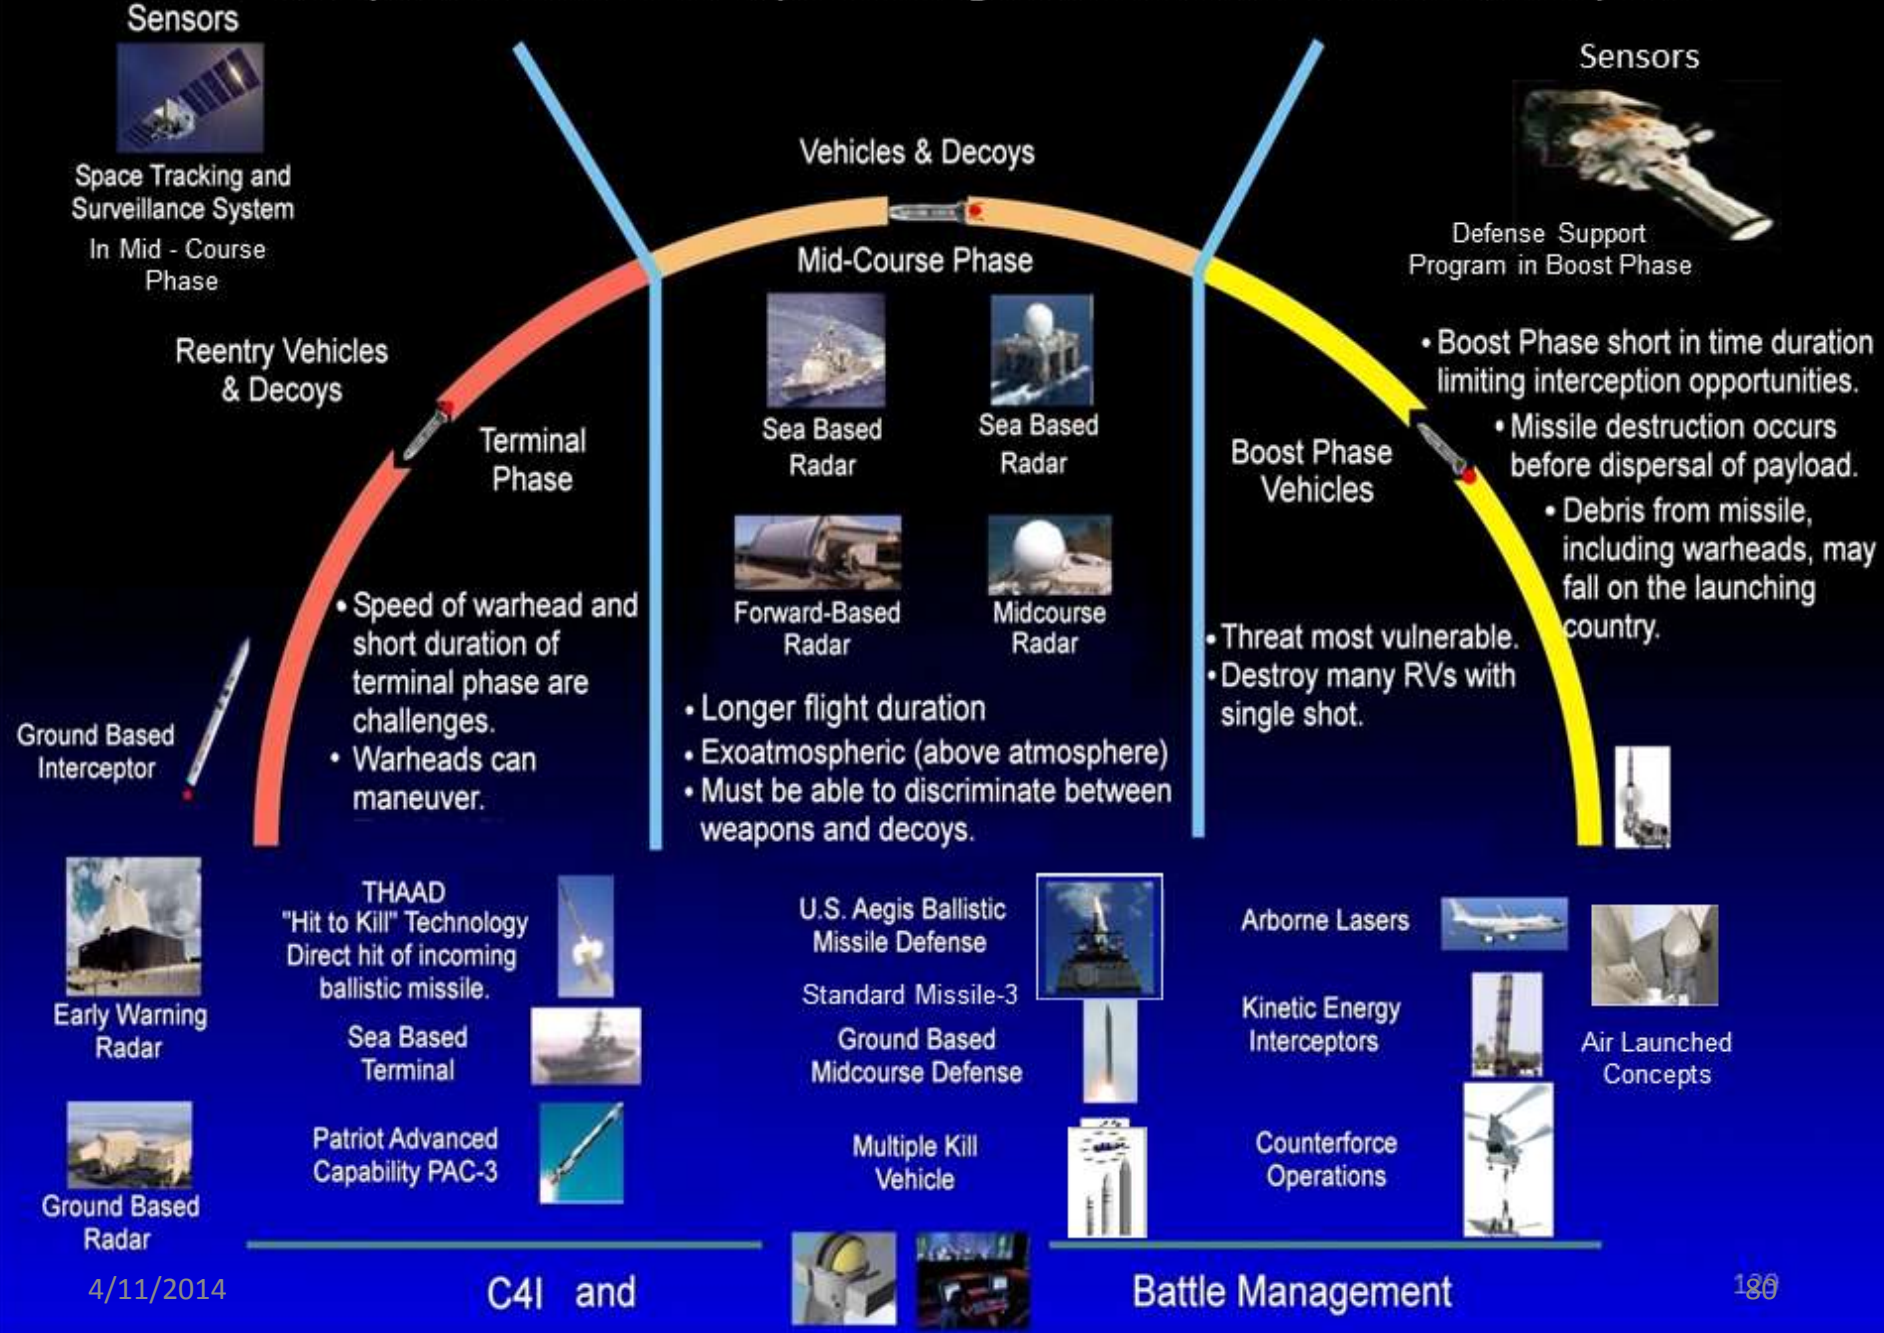 Sensors
Space Tracking and
Surveillance System
In Mid - Course
Phase
Sensors
Defense Support
Program in Boost Phase
Vehicles & Decoys
Mid-Course Phase
Reentry Vehicles
& Decoys
Terminal
Phase
Sea Based
Radar
Sea Based
Radar
Forward-Based
Radar
Midcourse
Radar
Boost Phase
Vehicles
• Boost Phase short in time duration
limiting interception opportunities.
• Missile destruction occurs
before dispersal of payload.
• Debris from missile,
including warheads, may
fall on the launching
country.
• Speed of warhead and
short duration of
terminal phase are
challenges.
• Warheads can
maneuver.
• Longer flight duration
• Exoatmospheric (above atmosphere)
• Must be able to discriminate between
weapons and decoys.
• Threat most vulnerable.
• Destroy many RVs with
single shot.
Ground Based
Interceptor
Early Warning
Radar
Ground Based
Radar
THAAD
"Hit to Kill" Technology
Direct hit of incoming
ballistic missile.
Sea Based
Terminal
Patriot Advanced
Capability PAC-3
U.S. Aegis Ballistic
Missile Defense
Standard Missile-3
Ground Based
Midcourse Defense
Multiple Kill
Vehicle
Arborne Lasers
Kinetic Energy
Interceptors
Counterforce
Operations
Air Launched
Concepts
4/11/2014
C4I and
Battle Management
80